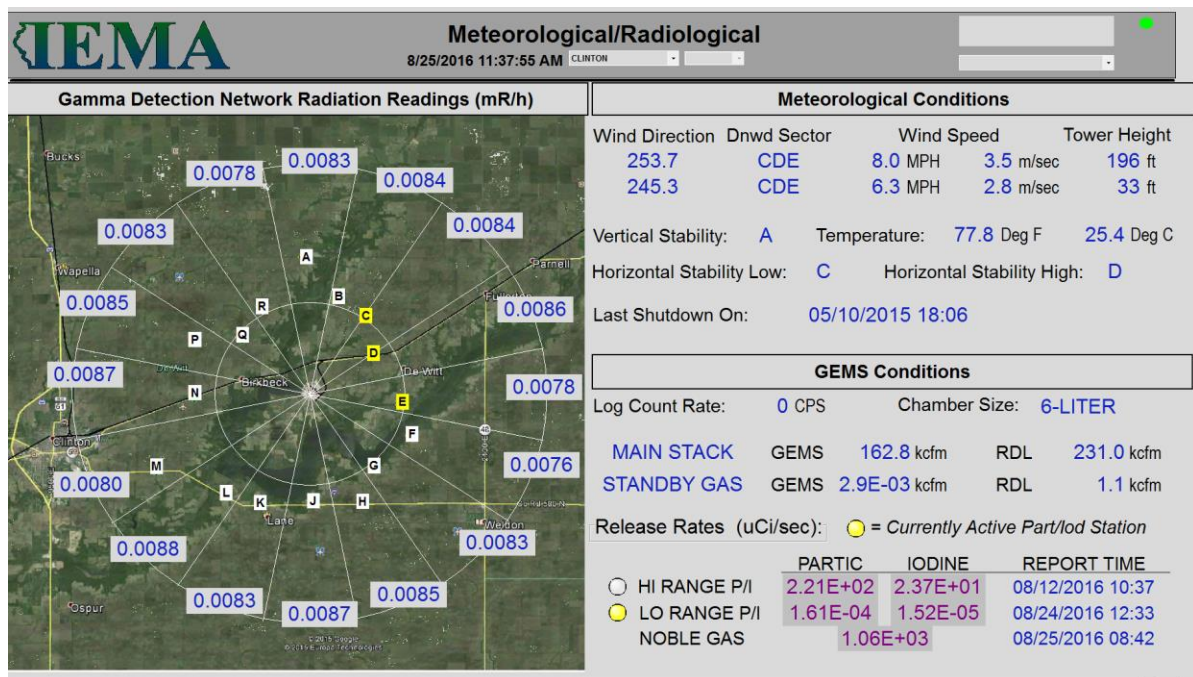 IEMA
Meteorological/Radiological
8/25/2016 11:37:55 AM CLINTON
Gamma Detection Network Radiation Readings (mR/h)
Bucks
0.0078
0.0083
0.0084
0.0083
0.0084
A
Wapella
Parnell
0.0085
R
B
C
0.0086
P
Q
D
0.0087
De Witt
Birkbeck
De Witt
N
E
0.0078
F
Clinton
M
G
0.0076
0.0080
L
K
J
H
Lane
Weldon
0.0088
0.0083
Ospur
0.0083
0.0087
0.0085
© 2015 Google
© 2015 Europa Technologies
Meteorological Conditions
Wind Direction Dnwd Sector Wind Speed Tower Height
253.7 CDE 8.0 MPH 3.5 m/sec 196 ft
245.3 CDE 6.3 MPH 2.8 m/sec 33 ft
Vertical Stability: A Temperature: 77.8 Deg F 25.4 Deg C
Horizontal Stability Low: C Horizontal Stability High: D
Last Shutdown On: 05/10/2015 18:06
GEMS Conditions
Log Count Rate: 0 CPS Chamber Size: 6-LITER
MAIN STACK GEMS 162.8 kcfm RDL 231.0 kcfm
STANDBY GAS GEMS 2.9E-03 kcfm RDL 1.1 kcfm
Release Rates (uCi/sec): = Currently Active Part/Iod Station
PARTIC IODINE REPORT TIME
HI RANGE P/I 2.21E+02 2.37E+01 08/12/2016 10:37
LO RANGE P/I 1.61E-04 1.52E-05 08/24/2016 12:33
NOBLE GAS 1.06E+03 08/25/2016 08:42